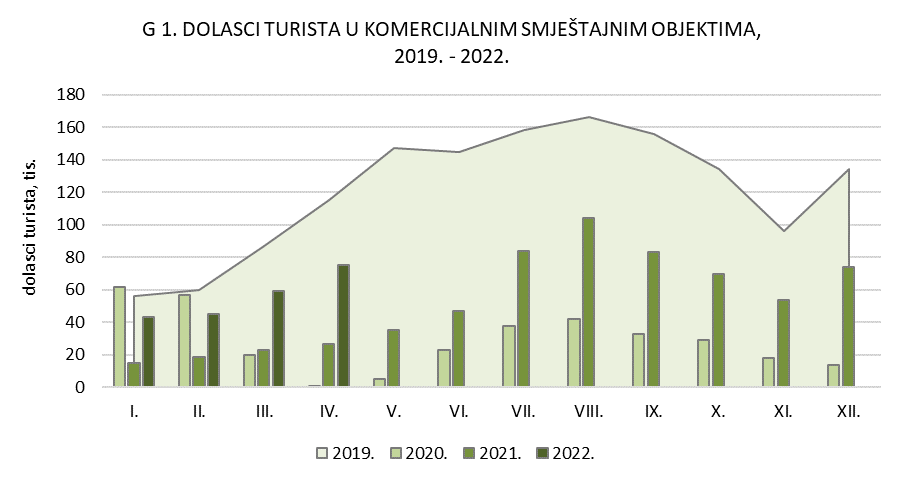 G 1. DOLASCI TURISTA U KOMERCIJALNIM SMJEŠTAJNIM OBJEKTIMA,
2019. - 2022.
dolasci turista, tis.
180
160
140
120
100
80
60
40
20
0
I. II. III. IV. V. VI. VII. VIII. IX. X. XI. XII.
2019. 2020. 2021. 2022.